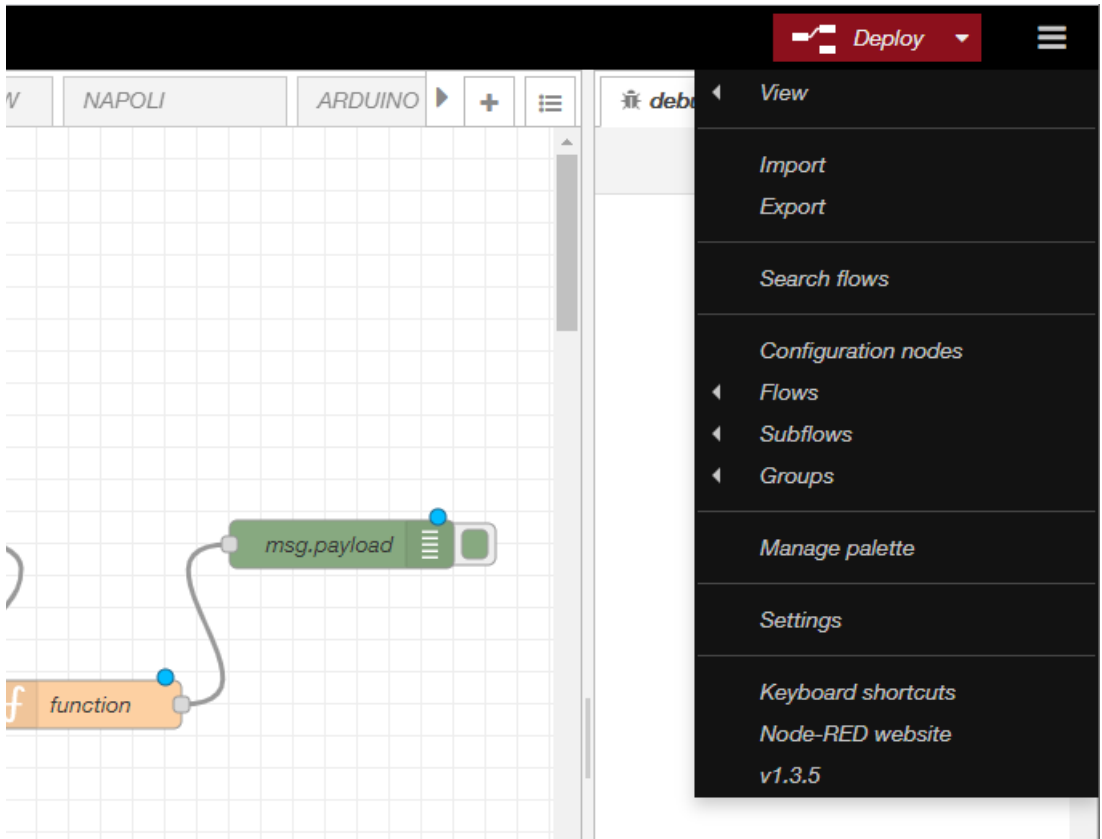 Deploy
NAPOLI
ARDUINO
debu
View
Import
Export
Search flows
Configuration nodes
Flows
Subflows
Groups
msg.payload
Manage palette
Settings
function
Keyboard shortcuts
Node-RED website
v1.3.5